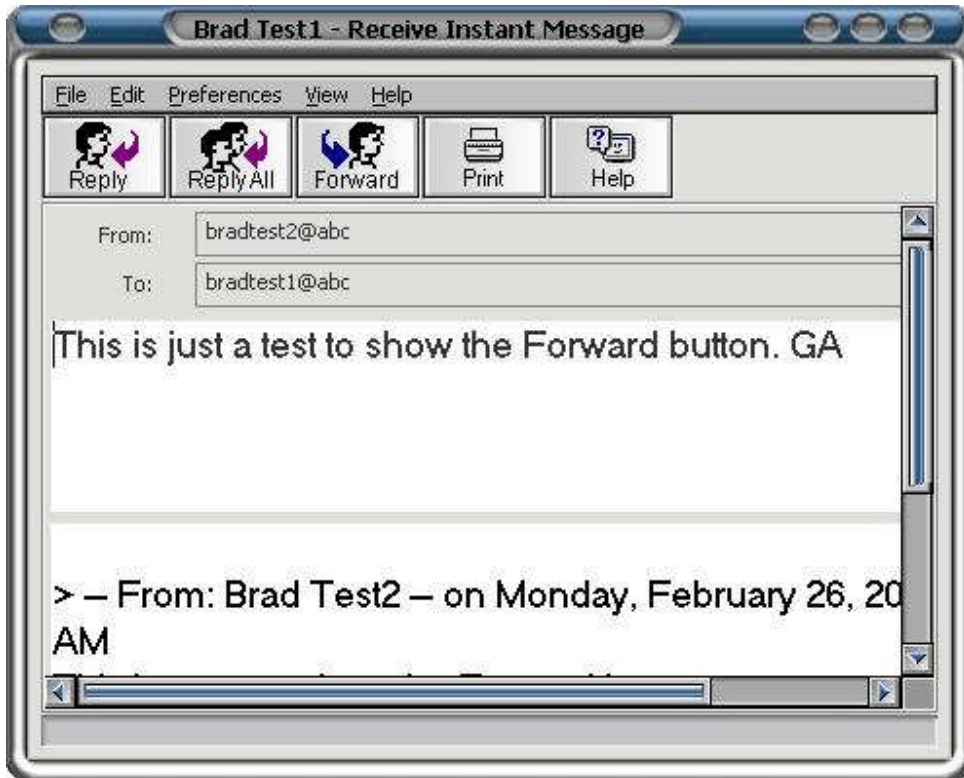 Brad Test1 - Receive Instant Message
File Edit Preferences View Help
Reply Reply All Forward Print Help
From: bradtest2@abc
To: bradtest1@abc
This is just a test to show the Forward button. GA
> – From: Brad Test2 – on Monday, February 26, 20
AM